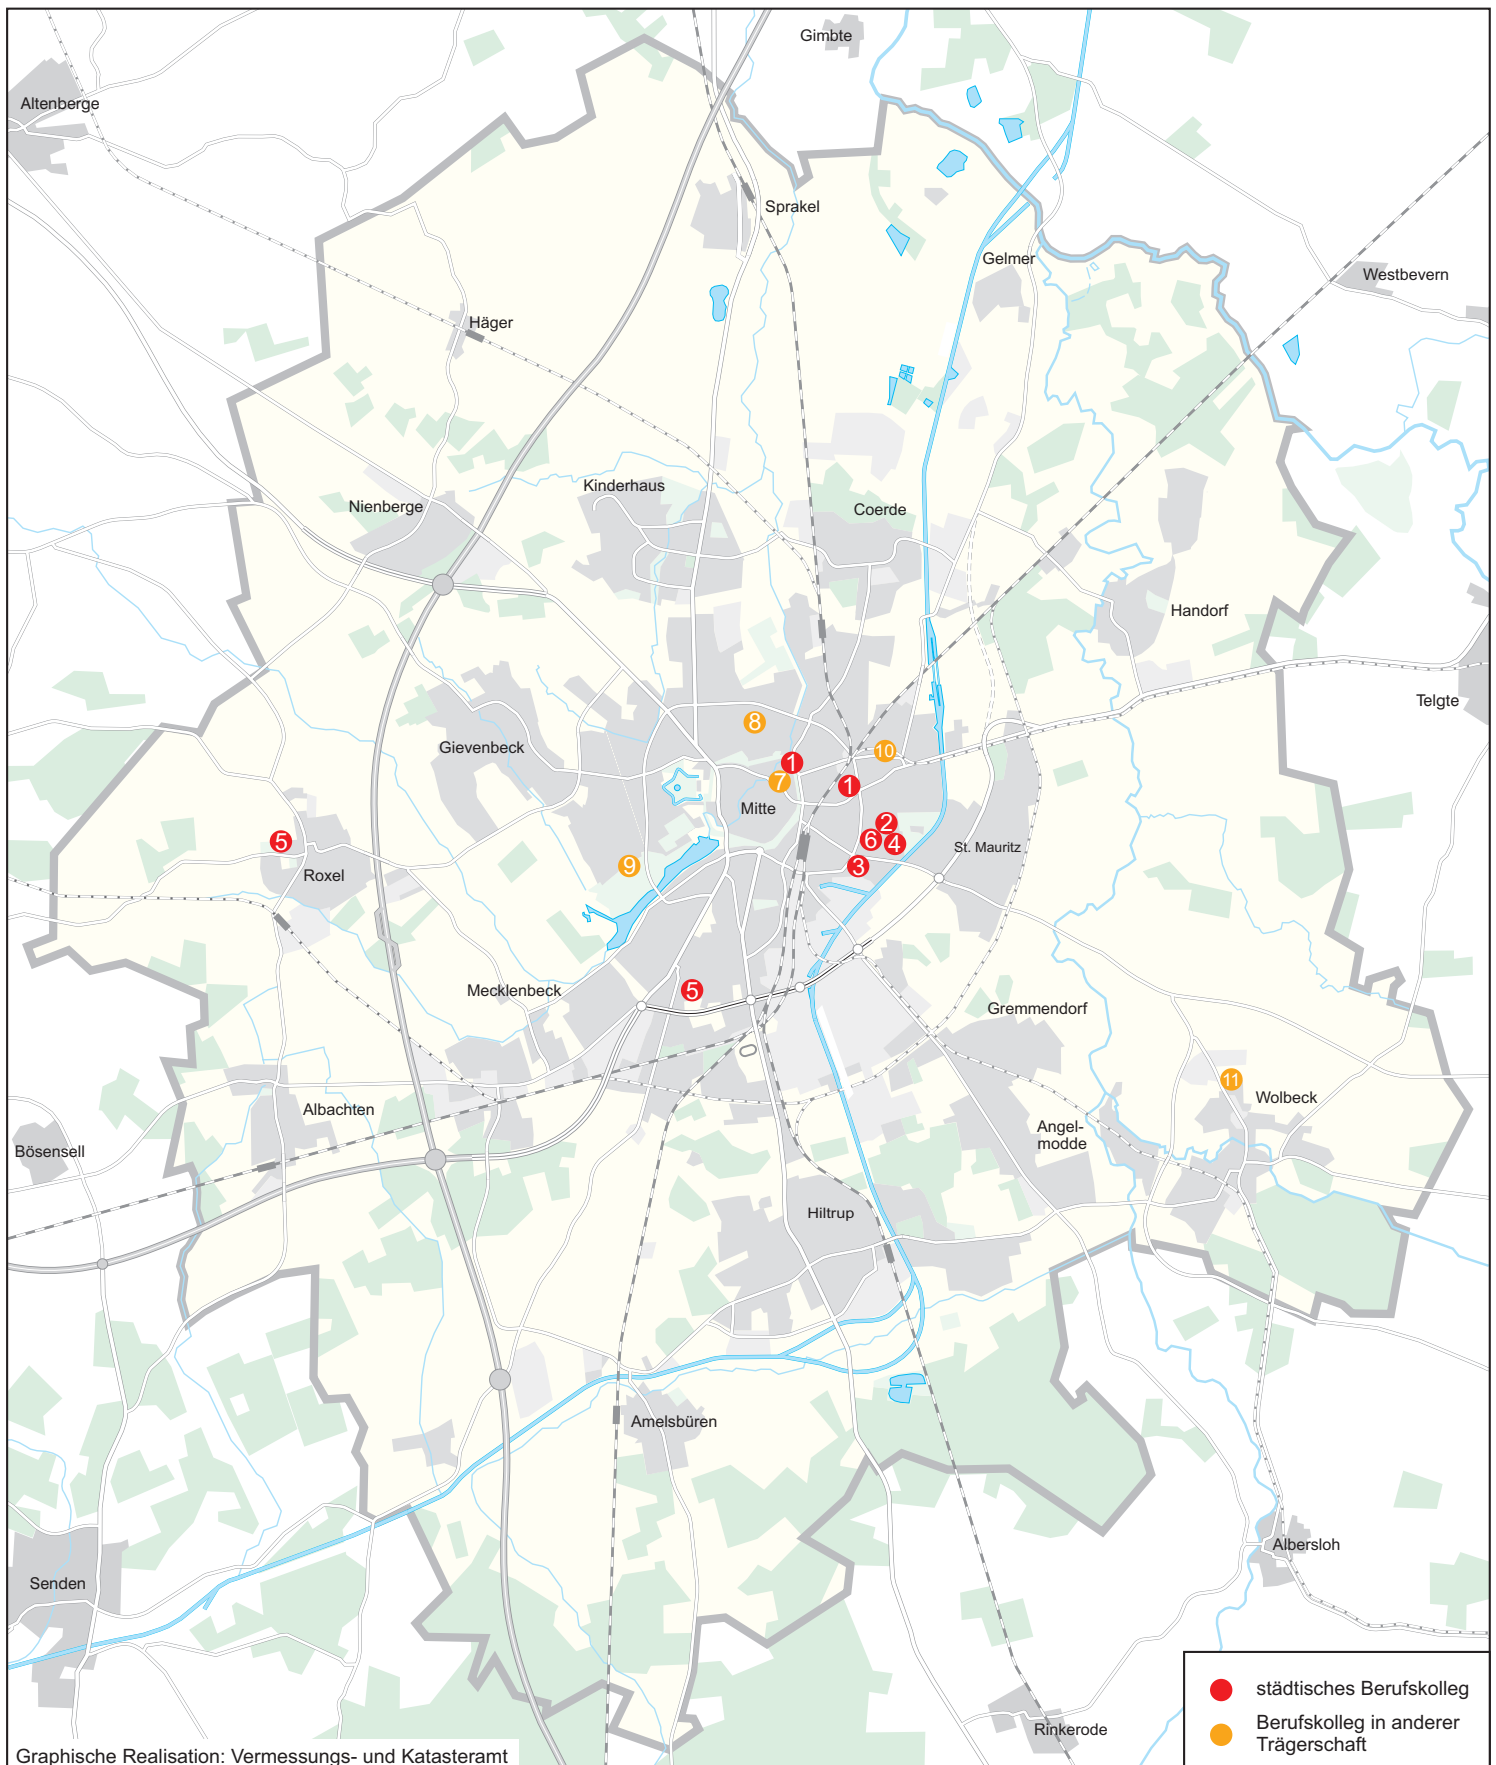 Gimbte
Altenberge
Sprakel
Gelmer
Westbevern
Häger
Kinderhaus
Nienberge
Coerde
Handorf
Telgte
8
Gievenbeck
10
1
7
1
Mitte
2
5
6
4
St. Mauritz
3
9
Roxel
Mecklenbeck
5
Gremmendorf
11
Wolbeck
Albachten
Angel-
modde
Bösensell
Hiltrup
Amelsbüren
Albersloh
Senden
Rinkerode
städtisches Berufskolleg
Berufskolleg in anderer
Trägerschaft
Graphische Realisation: Vermessungs- und Katasteramt